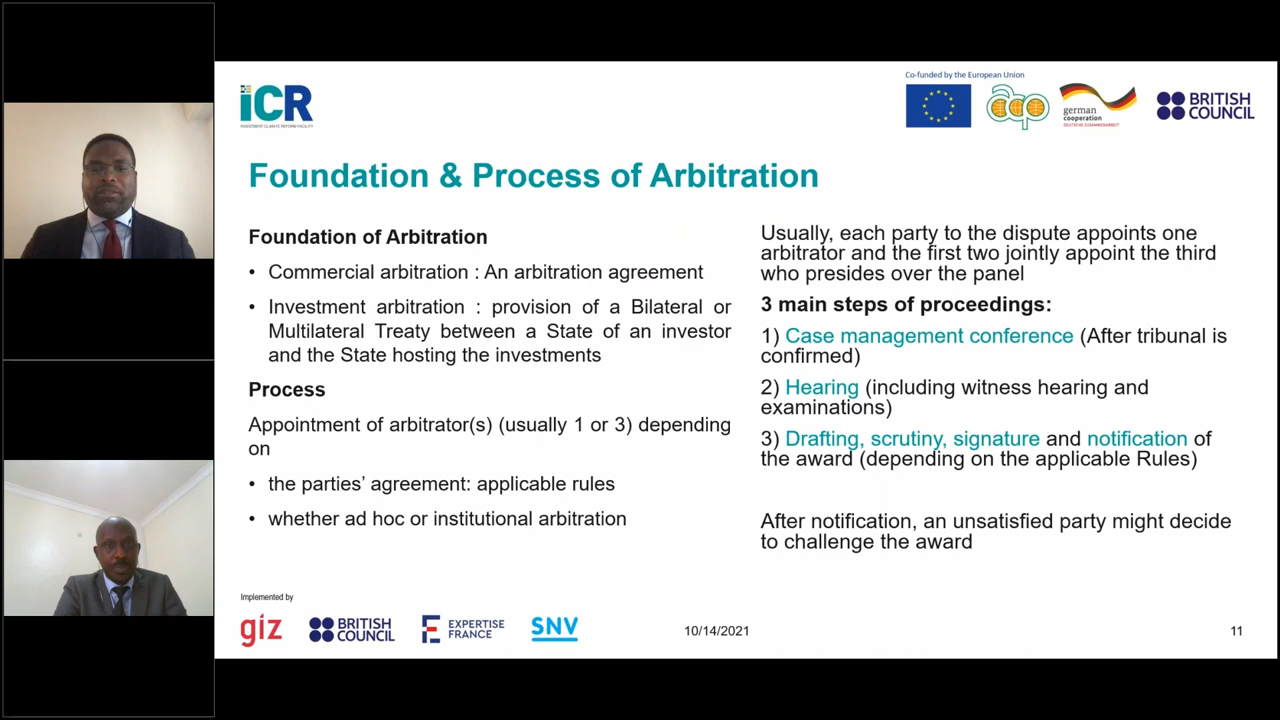 iCR
INVESTMENT CLIMATE REFORM FACILITY
Co-funded by the European Union
acp
german
cooperation
DEUTSCHE ZUSAMMENARBEIT
BRITISH
COUNCIL
Foundation & Process of Arbitration
Foundation of Arbitration
• Commercial arbitration : An arbitration agreement
• Investment arbitration : provision of a Bilateral or
Multilateral Treaty between a State of an investor
and the State hosting the investments
Process
Appointment of arbitrator(s) (usually 1 or 3) depending
on
• the parties’ agreement: applicable rules
• whether ad hoc or institutional arbitration
Usually, each party to the dispute appoints one
arbitrator and the first two jointly appoint the third
who presides over the panel
3 main steps of proceedings:
1) Case management conference (After tribunal is
confirmed)
2) Hearing (including witness hearing and
examinations)
3) Drafting, scrutiny, signature and notification of
the award (depending on the applicable Rules)
After notification, an unsatisfied party might decide
to challenge the award
Implemented by
giz
BRITISH
COUNCIL
EXPERTISE
FRANCE
SNV
10/14/2021
11